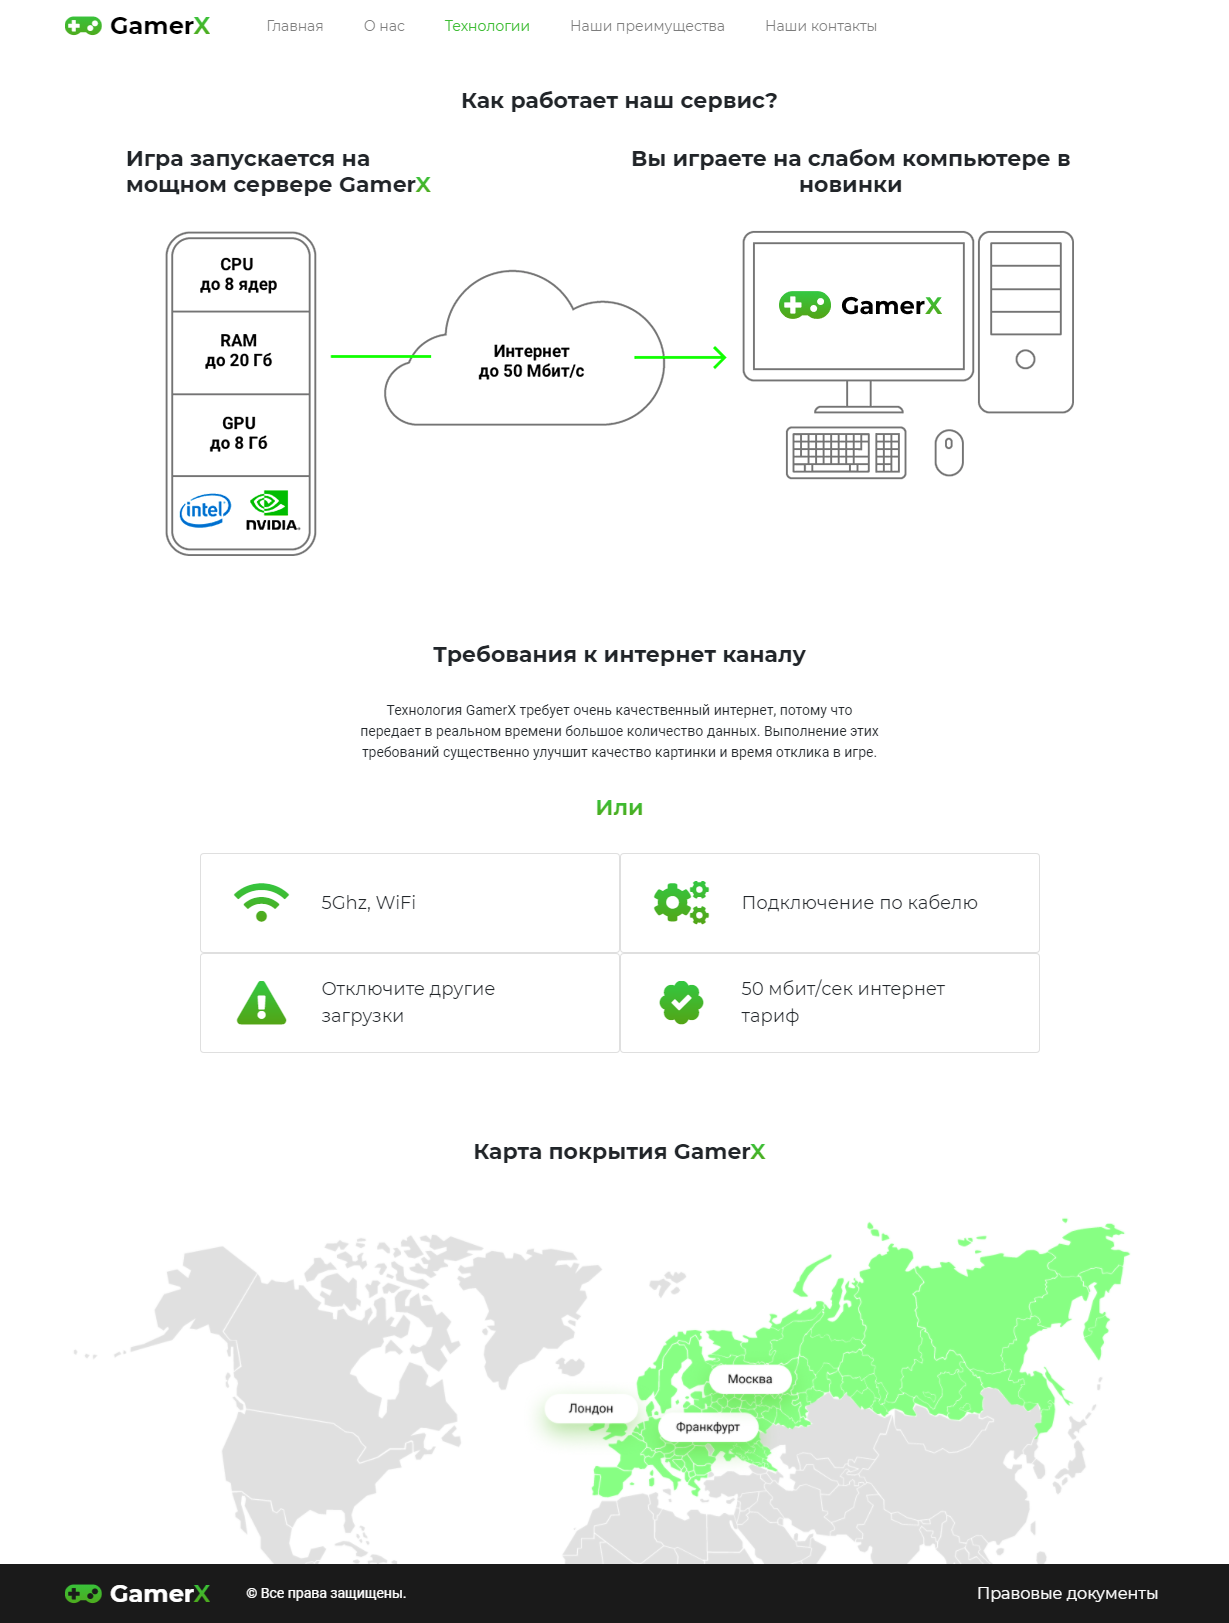 GamerX
Главная
О нас
Технологии
Наши преимущества
Наши контакты
Как работает наш сервис?
Игра запускается на
мощном сервере GamerX
Вы играете на слабом компьютере в
новинки
CPU
до 8 ядер
RAM
до 20 Гб
GPU
до 8 Гб
intel
NVIDIA.
Интернет
до 50 Мбит/с
GamerX
Требования к интернет каналу
Технология GamerX требует очень качественный интернет, потому что
передает в реальном времени большое количество данных. Выполнение этих
требований существенно улучшит качество картинки и время отклика в игре.
Или
5Ghz, WiFi
Подключение по кабелю
Отключите другие
загрузки
50 мбит/сек интернет
тариф
Карта покрытия GamerX
Москва
Лондон
Франкфурт
GamerX
© Все права защищены.
Правовые документы